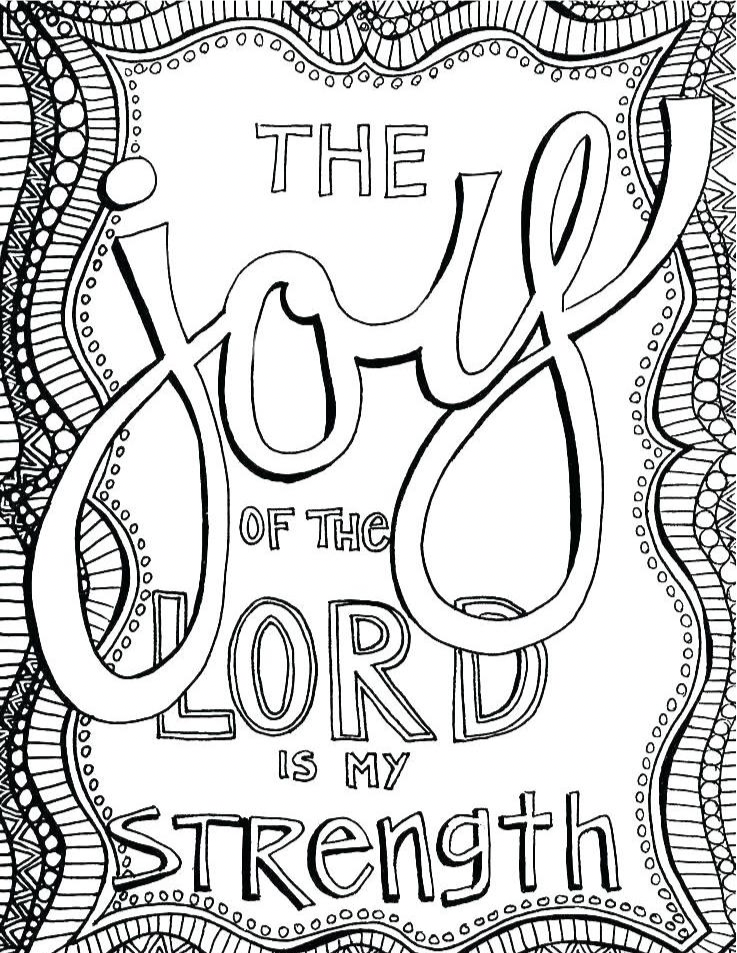 THE
joy
OF THE
LORD
IS MY
STRength